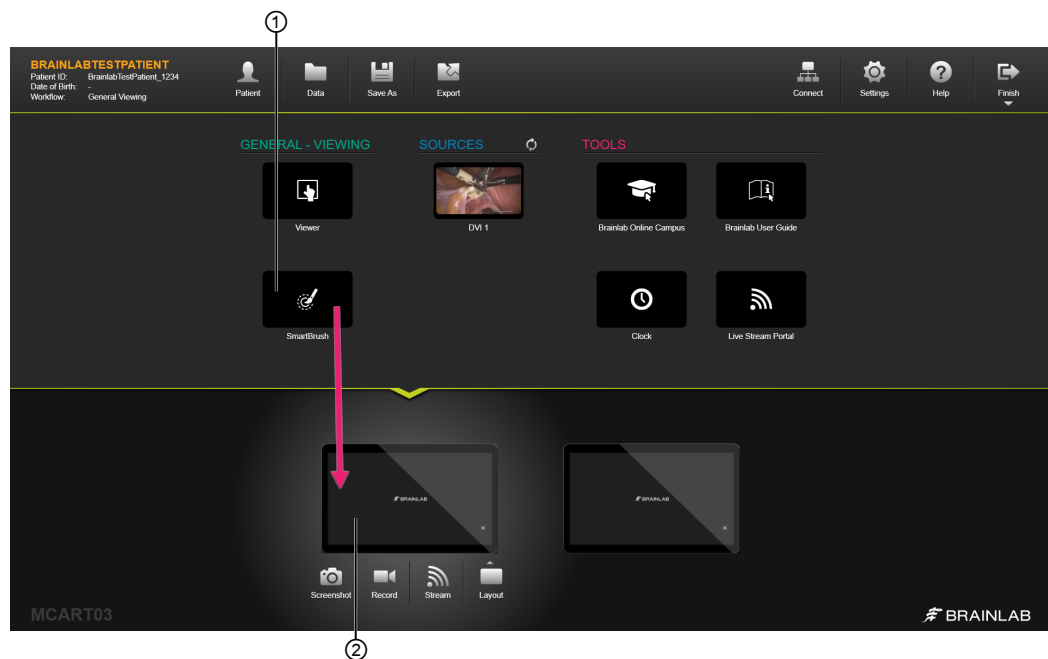 ①
BRAINLABTESTPATIENT
Patient ID: BrainlabTestPatient_1234
Date of Birth: -
Workflow: General Viewing
Patient
Data
Save As
Export
Connect
Settings
Help
Finish
GENERAL - VIEWING
SOURCES
TOOLS
Viewer
DVI 1
Brainlab Online Campus
Brainlab User Guide
SmartBrush
Clock
Live Stream Portal
BRAINLAB
BRAINLAB
Screenshot
Record
Stream
Layout
MCART03
BRAINLAB
②